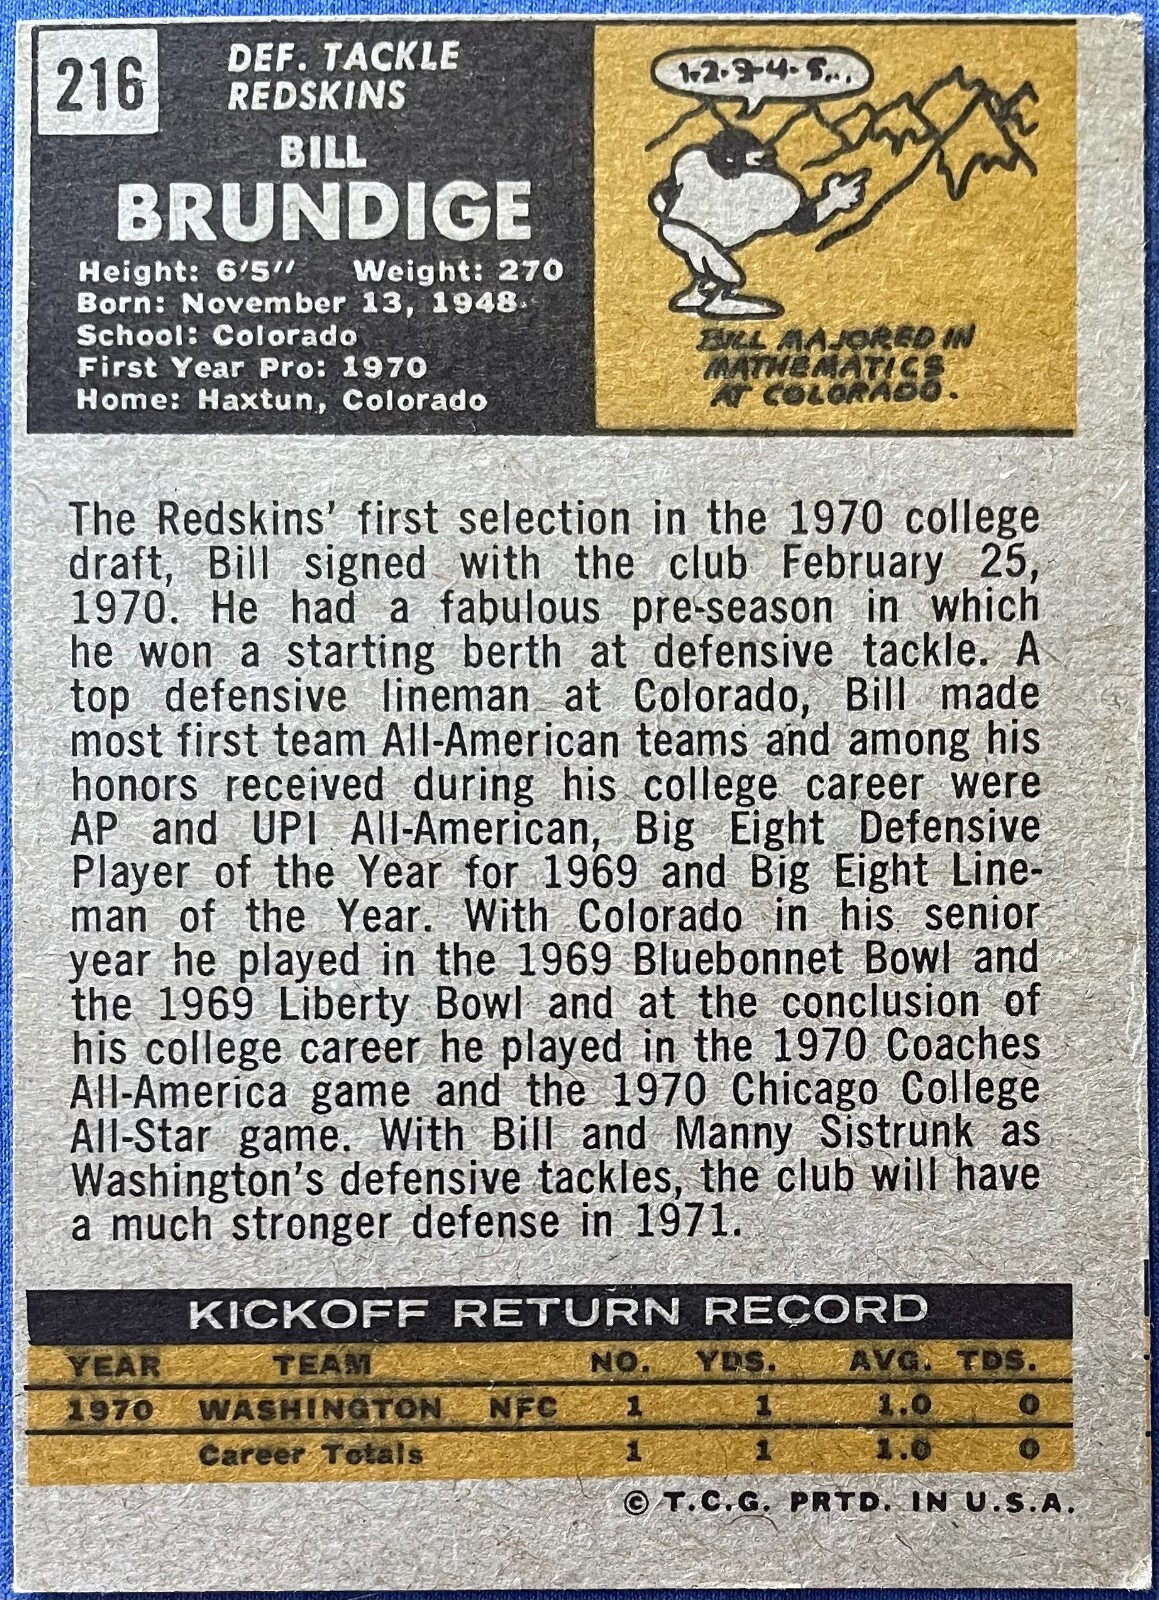 216
DEF. TACKLE
REDSKINS
BILL
BRUNDIGE
Height: 6'5'' Weight: 270
Born: November 13, 1948
School: Colorado
First Year Pro: 1970
Home: Haxtun, Colorado
1-2-3-4-5...
BILL MAJORED IN
MATHEMATICS
AT COLORADO.
The Redskins' first selection in the 1970 college
draft, Bill signed with the club February 25,
1970. He had a fabulous pre-season in which
he won a starting berth at defensive tackle. A
top defensive lineman at Colorado, Bill made
most first team All-American teams and among his
honors received during his college career were
AP and UPI All-American, Big Eight Defensive
Player of the Year for 1969 and Big Eight Line-
man of the Year. With Colorado in his senior
year he played in the 1969 Bluebonnet Bowl and
the 1969 Liberty Bowl and at the conclusion of
his college career he played in the 1970 Coaches
All-America game and the 1970 Chicago College
All-Star game. With Bill and Manny Sistrunk as
Washington's defensive tackles, the club will have
a much stronger defense in 1971.
KICKOFF RETURN RECORD
YEAR TEAM NO. YDS. AVG. TDS.
1970 WASHINGTON NFC 1 1 1.0 0
Career Totals 1 1 1.0 0
© T.C.G. PRTD. IN U.S.A.